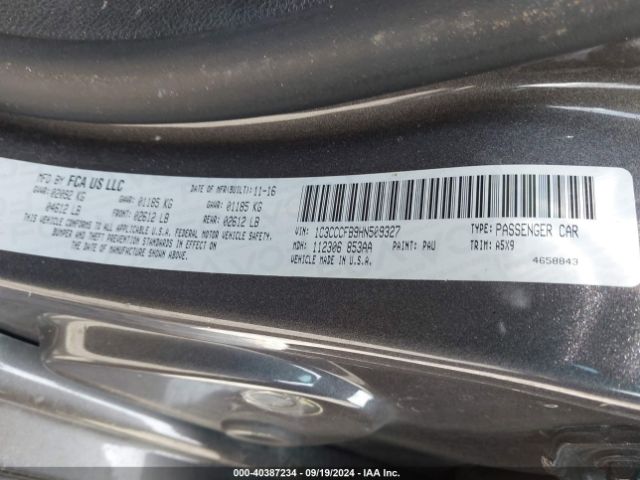 MFD BY FCA US LLC
DATE OF MFR(BUILT):11-16
GVWR:02092 KG
04612 LB
GAWR FRONT:
01185 KG
02612 LB
GAWR REAR:
01185 KG
02612 LB
THIS VEHICLE CONFORMS TO ALL APPLICABLE U.S.A. FEDERAL MOTOR VEHICLE SAFETY,
BUMPER AND THEFT PREVENTION STANDARDS IN EFFECT ON
THE DATE OF MANUFACTURE SHOWN ABOVE.
VIN: 1C3CCCFB9HN509327
TYPE: PASSENGER CAR
MDH: 112306 853AA
PAINT: PAU
TRIM: A5X9
VEHICLE MADE IN U.S.A.
4658843
00-40387234 - 09/19/2024 - IAA Inc.